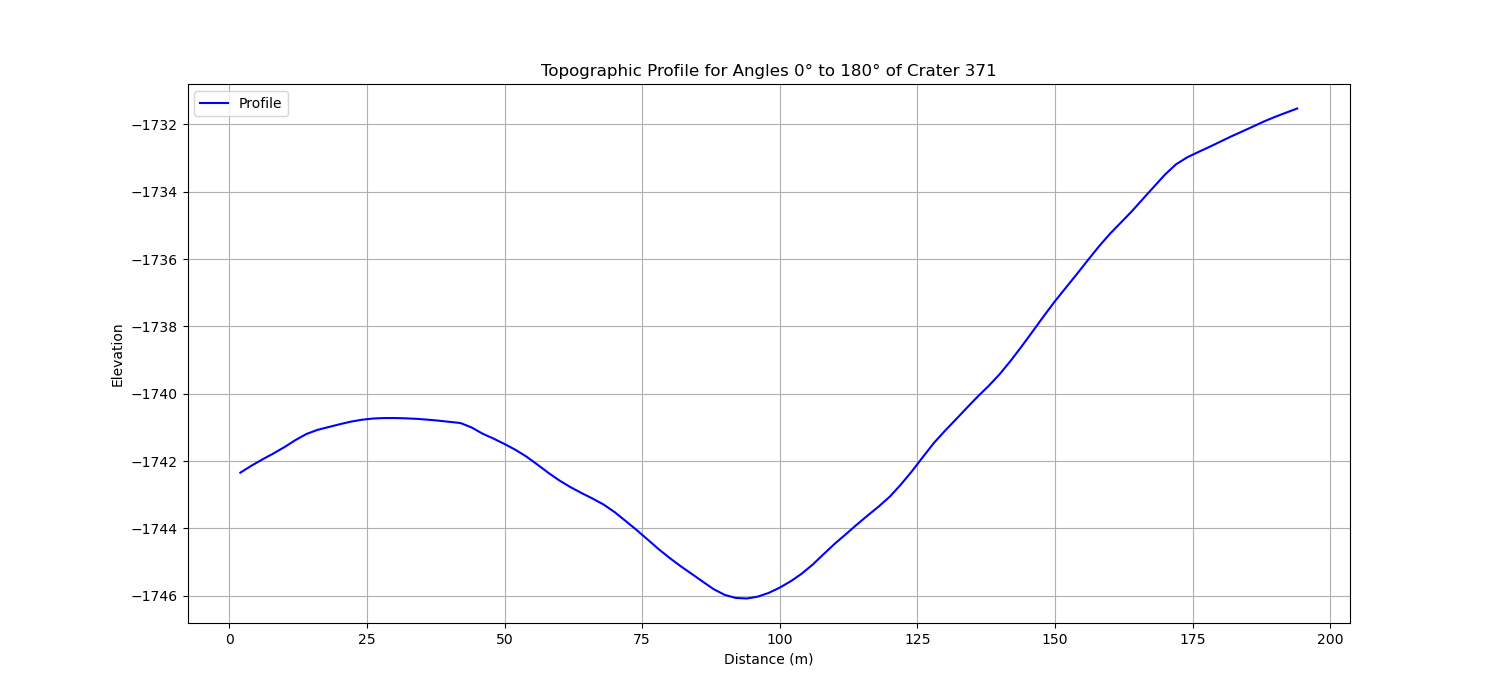 Topographic Profile for Angles 0° to 180° of Crater 371
Profile
−1732
−1734
−1736
−1738
−1740
−1742
−1744
−1746
Elevation
0 25 50 75 100 125 150 175 200
Distance (m)